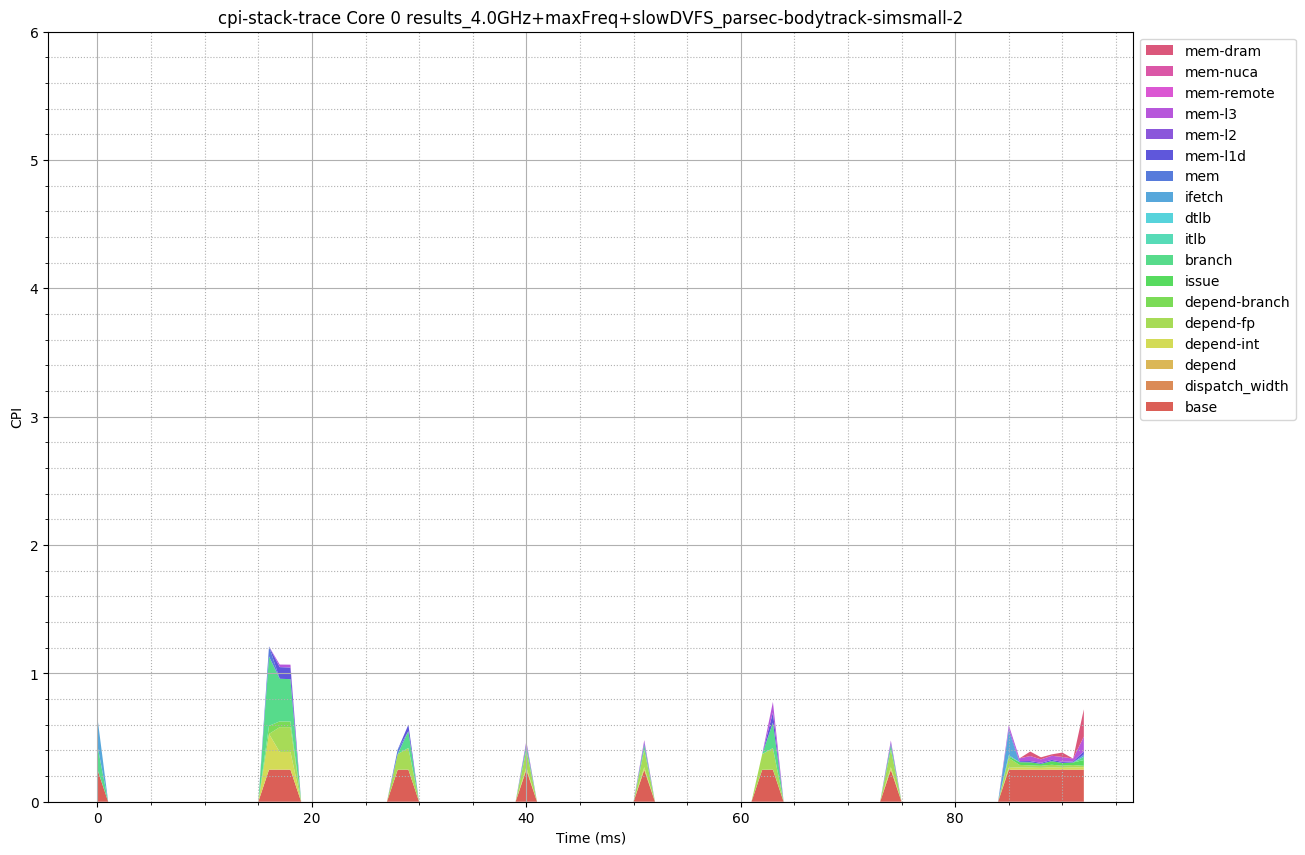 cpi-stack-trace Core 0 results_4.0GHz+maxFreq+slowDVFS_parsec-bodytrack-simsmall-2
6
5
4
3
2
1
0
CPI
0 20 40 60 80
Time (ms)
mem-dram
mem-nuca
mem-remote
mem-l3
mem-l2
mem-l1d
mem
ifetch
dtlb
itlb
branch
issue
depend-branch
depend-fp
depend-int
depend
dispatch_width
base